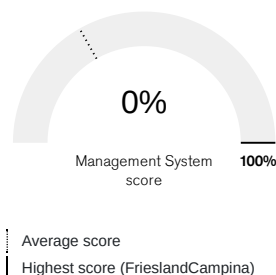 0%
Management System
score
100%
Average score
Highest score (FrieslandCampina)